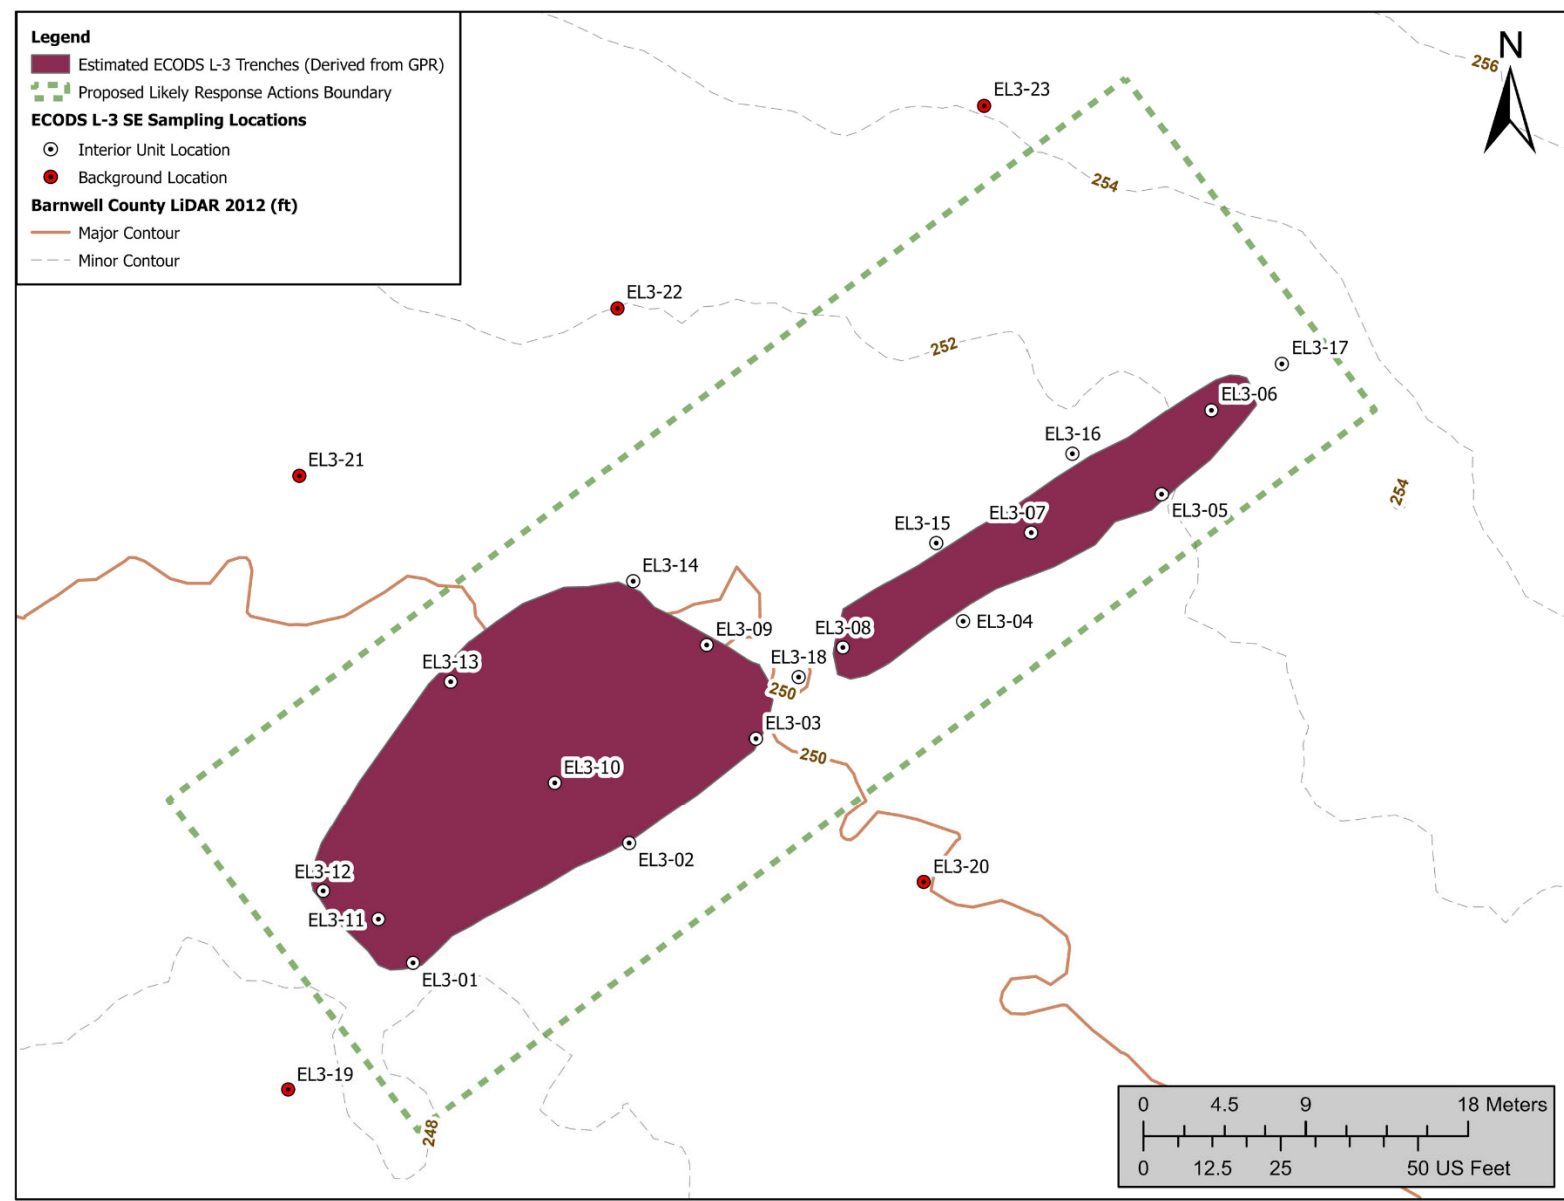 Legend
Estimated ECODS L-3 Trenches (Derived from GPR)
Proposed Likely Response Actions Boundary
ECODS L-3 SE Sampling Locations
Interior Unit Location
Background Location
Barnwell County LiDAR 2012 (ft)
Major Contour
Minor Contour
N
256
EL3-23
254
EL3-22
252
EL3-17
EL3-06
EL3-16
EL3-21
254
EL3-05
EL3-07
EL3-15
EL3-14
EL3-04
EL3-09
EL3-08
EL3-18
EL3-13
250
EL3-03
250
EL3-10
EL3-02
EL3-20
EL3-12
EL3-11
EL3-01
EL3-19
248
0 4.5 9 18 Meters
0 12.5 25 50 US Feet